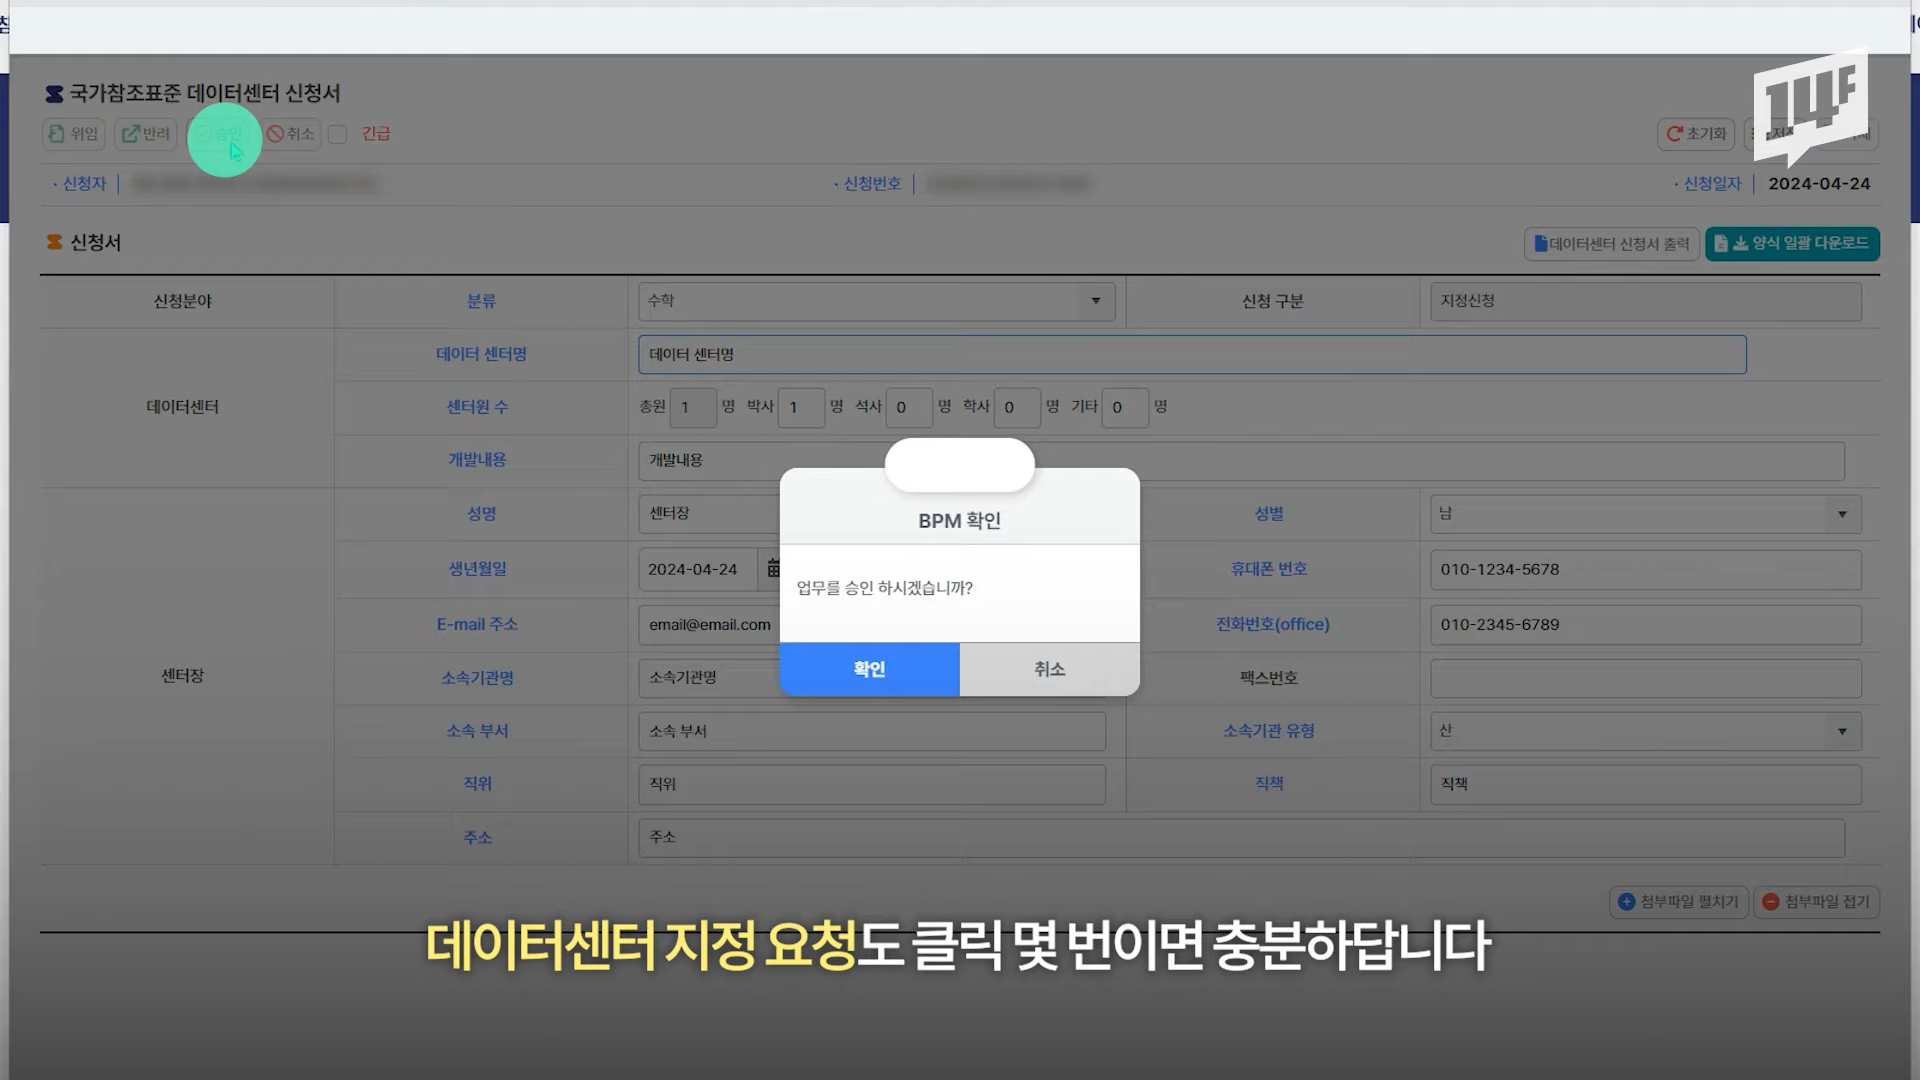 국가참조표준 데이터센터 신청서
위임 반려 승인 취소 긴급 초기화
14F
신청자 신청번호 신청일자 2024-04-24
신청서 데이터센터 신청서 출력 양식 일괄 다운로드
신청분야 분류 수학 신청 구분 지정신청
데이터 센터명 데이터 센터명
데이터센터 센터원 수 총원 1 명 박사 1 명 석사 0 명 학사 0 명 기타 0 명
개발내용 개발내용
성명 센터장 성별 남
생년월일 2024-04-24 휴대폰 번호 010-1234-5678
E-mail 주소 email@email.com 전화번호(office) 010-2345-6789
센터장 소속기관명 소속기관명 팩스번호
소속 부서 소속 부서 소속기관 유형 산
직위 직위 직책 직책
주소 주소
BPM 확인
업무를 승인 하시겠습니까?
확인 취소
첨부파일 펼치기 첨부파일 접기
데이터센터 지정 요청도 클릭 몇 번이면 충분하답니다